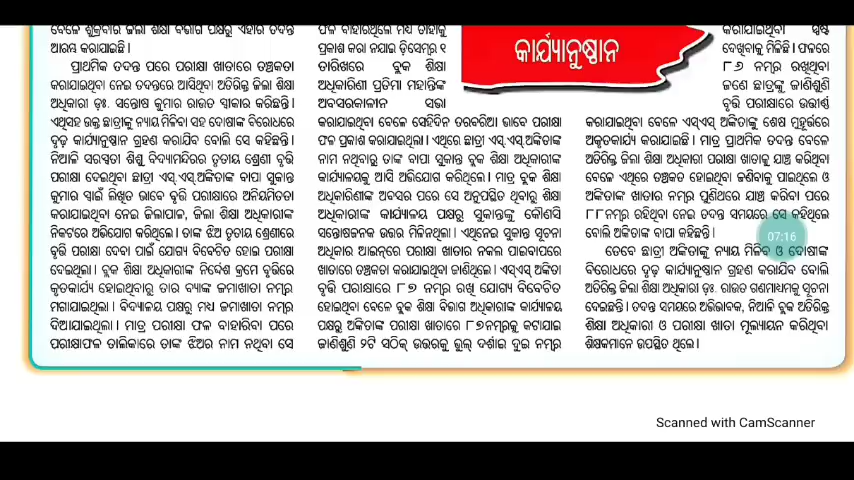 ବେଳେ ଶୁକ୍ରବାର ଜିଲା ଶିକ୍ଷା ବିଭାଗ ପକ୍ଷରୁ ଏହାର ତଦନ୍ତ
ଆରମ୍ଭ କରାଯାଇଛି ।
ପ୍ରାଥମିକ ତଦନ୍ତ ପରେ ପରୀକ୍ଷା ଖାତାରେ ତଞ୍ଚକତା
କରାଯାଇଥିବା ନେଇ ତଦନ୍ତରେ ଆସିଥିବା ଅତିରିକ୍ତ ଜିଲା ଶିକ୍ଷା
ଅଧିକାରୀ ଡ଼ଃ. ସନ୍ତୋଷ କୁମାର ରାଉତ ସ୍ୱୀକାର କରିଛନ୍ତି ।
ଏଥିସହ ଉକ୍ତ ଛାତ୍ରୀଙ୍କୁ ନ୍ୟାୟ ମିଳିବା ସହ ଦୋଷୀଙ୍କ ବିରୋଧରେ
ଦୃଢ଼ କାର୍ଯ୍ୟାନୁଷ୍ଠାନ ଗ୍ରହଣ କରାଯିବ ବୋଲି ସେ କହିଛନ୍ତି ।
ନିଆଳି ସରସ୍ୱତୀ ଶିଶୁ ବିଦ୍ୟାମନ୍ଦିରର ତୃତୀୟ ଶ୍ରେଣୀ ବୃତ୍ତି
ପରୀକ୍ଷା ଦେଇଥିବା ଛାତ୍ରୀ ଏସ୍.ଏସ୍.ଅଙ୍କିତାଙ୍କ ବାପା ସୁକାନ୍ତ
କୁମାର ସ୍ୱାଇଁ ଲିଖିତ ଭାବେ ବୃତ୍ତି ପରୀକ୍ଷାରେ ଅନିୟମିତତା
କରାଯାଇଥିବା ନେଇ ଜିଲାପାଳ, ଜିଲା ଶିକ୍ଷା ଅଧିକାରୀଙ୍କ
ନିକଟରେ ଅଭିଯୋଗ କରିଥିଲେ । ତାଙ୍କ ଝିଅ ତୃତୀୟ ଶ୍ରେଣୀରେ
ବୃତ୍ତି ପରୀକ୍ଷା ଦେବା ପାଇଁ ଯୋଗ୍ୟ ବିବେଚିତ ହୋଇ ପରୀକ୍ଷା
ଦେଇଥିଲା । ବ୍ଲକ ଶିକ୍ଷା ଅଧିକାରୀଙ୍କ ନିର୍ଦ୍ଦେଶ କ୍ରମେ ବୃତ୍ତିରେ
କୃତକାର୍ଯ୍ୟ ହୋଇଥିବାରୁ ତାର ବ୍ୟାଙ୍କ ଜମାଖାତା ନମ୍ବର
ମଗାଯାଇଥିଲା । ବିଦ୍ୟାଳୟ ପକ୍ଷରୁ ମଧ୍ୟ ଜମାଖାତା ନମ୍ବର
ଦିଆଯାଇଥିଲା । ମାତ୍ର ପରୀକ୍ଷା ଫଳ ବାହାରିବା ପରେ
ପରୀକ୍ଷାଫଳ ତାଲିକାରେ ତାଙ୍କ ଝିଅର ନାମ ନଥିବା ସେ
ଫଳ ବାହାରିଥିଲେ ମଧ୍ୟ ତାହାକୁ
ପ୍ରକାଶ କରା ନଯାଇ ଡ଼ିସେମ୍ବର ୧
ତାରିଖରେ ବ୍ଲକ ଶିକ୍ଷା
ଅଧିକାରିଣୀ ପ୍ରତିମା ମହାନ୍ତିଙ୍କ
ଅବସରକାଳୀନ ସଭା
କରାଯାଇଥିବା ବେଳେ ସେହିଦିନ ତରବରିଆ ଭାବେ ପରୀକ୍ଷା
ଫଳ ପ୍ରକାଶ କରାଯାଇଥିଲା । ଏଥିରେ ଛାତ୍ରୀ ଏସ୍.ଏସ୍.ଅଙ୍କିତାଙ୍କ
ନାମ ନଥିବାରୁ ତାଙ୍କ ବାପା ସୁକାନ୍ତ ବ୍ଲକ ଶିକ୍ଷା ଅଧିକାରୀଙ୍କ
କାର୍ଯ୍ୟାଳୟକୁ ଆସି ଅଭିଯୋଗ କରିଥିଲେ । ମାତ୍ର ବ୍ଲକ ଶିକ୍ଷା
ଅଧିକାରିଣୀଙ୍କ ଅବସର ପରେ ସେ ଅନୁପସ୍ଥିତ ଥିବାରୁ ଶିକ୍ଷା
ଅଧିକାରୀଙ୍କ କାର୍ଯ୍ୟାଳୟ ପକ୍ଷରୁ ସୁକାନ୍ତଙ୍କୁ କୌଣସି
ସନ୍ତୋଷଜନକ ଉତ୍ତର ମିଳିନଥିଲା । ଏଥିନେଇ ସୁକାନ୍ତ ସୂଚନା
ଅଧିକାର ଆଇନ୍‌ରେ ପରୀକ୍ଷା ଖାତାର ନକଲ ପାଇବାପରେ
ଖାତାରେ ତଞ୍ଚକତା କରାଯାଇଥିବା ଜାଣିଥିଲେ । ଏସ୍.ଏସ୍ ଅଙ୍କିତା
ବୃତ୍ତି ପରୀକ୍ଷାରେ ୮୭ ନମ୍ବର ରଖି ଯୋଗ୍ୟ ବିବେଚିତ
ହୋଇଥିବା ବେଳେ ବ୍ଲକ ଶିକ୍ଷା ବିଭାଗ ଅଧିକାରୀଙ୍କ କାର୍ଯ୍ୟାଳୟ
ପକ୍ଷରୁ ଅଙ୍କିତାଙ୍କ ପରୀକ୍ଷା ଖାତାରେ ୮୭ନମ୍ବରକୁ କଟାଯାଇ
ଜାଣିଶୁଣି ୨ଟି ସଠିକ୍ ଉତ୍ତରକୁ ଭୁଲ୍ ଦର୍ଶାଇ ଦୁଇ ନମ୍ବର
କାର୍ଯ୍ୟାନୁଷ୍ଠାନ
କରାଯାଇଥିବା ସ୍ପଷ୍ଟ
ଦେଖିବାକୁ ମିଳିଛି । ଫଳରେ
୮୬ ନମ୍ବର ରଖିଥିବା
ଜଣେ ଛାତ୍ରଙ୍କୁ ଜାଣିଶୁଣି
ବୃତ୍ତି ପରୀକ୍ଷାରେ ଉତ୍ତୀର୍ଣ୍ଣ
କରାଯାଇଥିବା ବେଳେ ଏସ୍.ଏସ୍ ଅଙ୍କିତାଙ୍କୁ ଶେଷ ମୁହୂର୍ତ୍ତରେ
ଅକୃତକାର୍ଯ୍ୟ କରାଯାଇଛି । ମାତ୍ର ପ୍ରାଥମିକ ତଦନ୍ତ ବେଳେ
ଅତିରିକ୍ତ ଜିଲା ଶିକ୍ଷା ଅଧିକାରୀ ପରୀକ୍ଷା ଖାତାକୁ ଯାଞ୍ଚ କରିଥିବା
ବେଳେ ଏଥିରେ ତଞ୍ଚକତ ହୋଇଥିବା ଜଣିବାକୁ ପାଇଥିଲେ ଓ
ଅଙ୍କିତାଙ୍କ ଖାତାର ନମ୍ବର ପୁଣିଥରେ ଯାଞ୍ଚ କରିବା ପରେ
୮୮ନମ୍ବର ରହିଥିବା ନେଇ ତଦନ୍ତ ସମୟରେ ସେ କହିଥିଲେ
ବୋଲି ଅଙ୍କିତାଙ୍କ ବାପା କହିଛନ୍ତି ।
07:16
ତେବେ ଛାତ୍ରୀ ଅଙ୍କିତାଙ୍କୁ ନ୍ୟାୟ ମିଳିବ ଓ ଦୋଷୀଙ୍କ
ବିରୋଧରେ ଦୃଢ଼ କାର୍ଯ୍ୟାନୁଷ୍ଠାନ ଗ୍ରହଣ କରାଯିବ ବୋଲି
ଅତିରିକ୍ତ ଜିଲା ଶିକ୍ଷା ଅଧିକାରୀ ଡ଼ଃ. ରାଉତ ଗଣମାଧ୍ୟମକୁ ସୂଚନା
ଦେଇଛନ୍ତି । ତଦନ୍ତ ସମୟରେ ଅଭିଭାବକ, ନିଆଳି ବ୍ଲକ ଅତିରିକ୍ତ
ଶିକ୍ଷା ଅଧିକାରୀ ଓ ପରୀକ୍ଷା ଖାତା ମୂଲ୍ୟାୟନ କରିଥିବା
ଶିକ୍ଷକମାନେ ଉପସ୍ଥିତ ଥିଲେ ।
Scanned with CamScanner